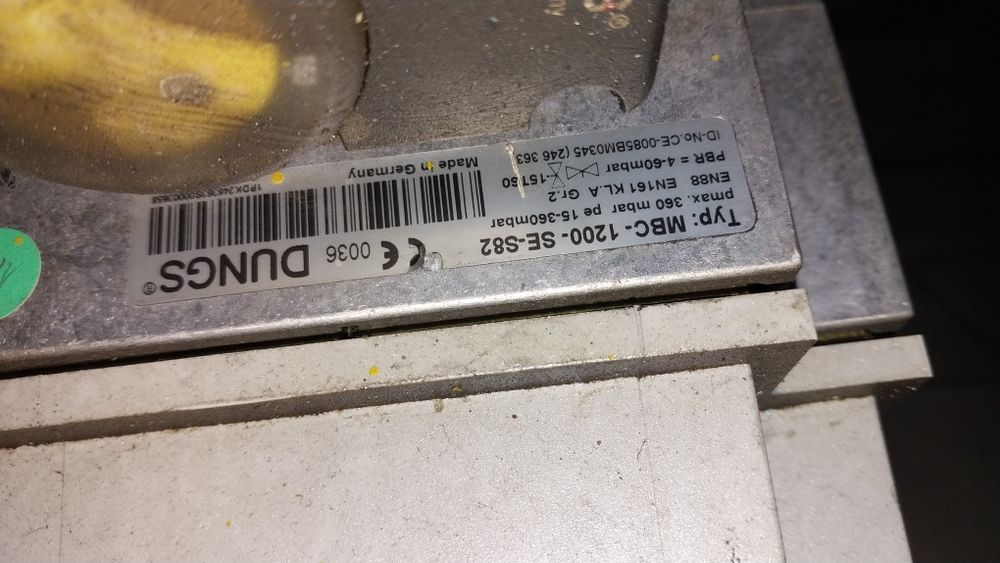 Typ: MBC- 1200- SE-S82
pmax. 360 mbar pe 15-360mbar
EN88 EN161 KL.A Gr.2
PBR = 4-60mbar -15T60
ID-No.CE-0085BM0345 (246 363
CE 0036 DUNGS®
Made in Germany